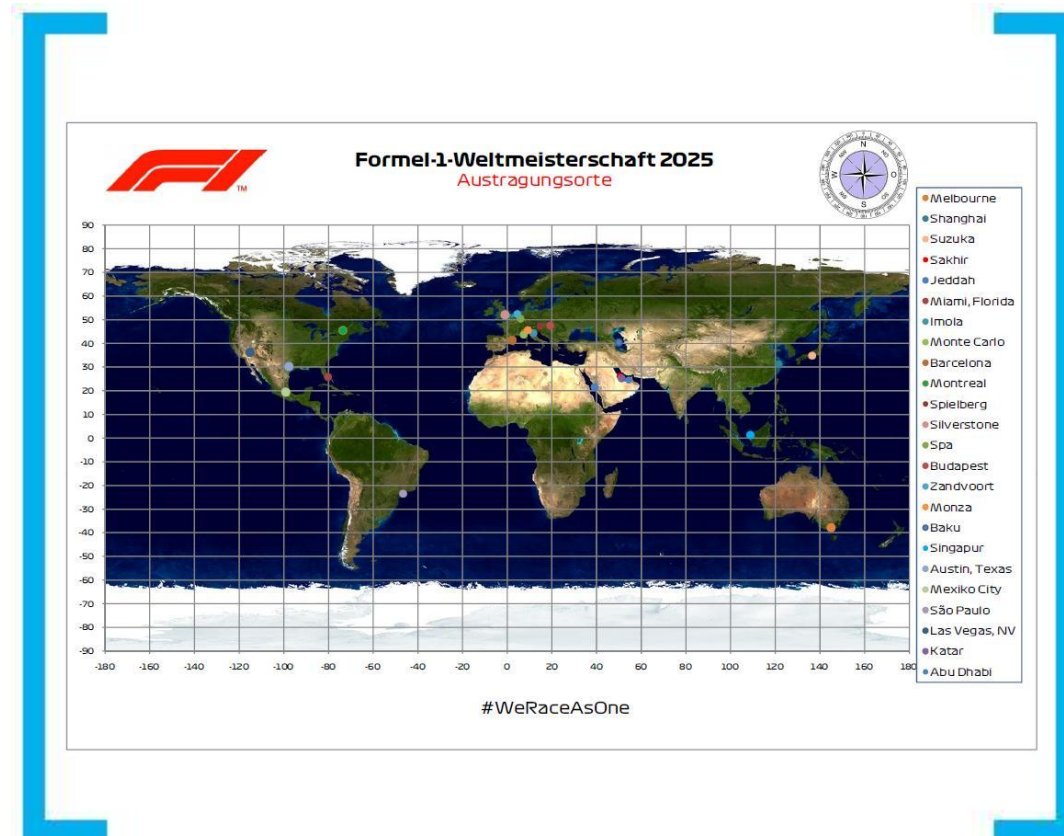 Formel-1-Weltmeisterschaft 2025
Austragungsorte
TM
N
NO
O
SO
S
SW
W
NW
Melbourne
Shanghai
Suzuka
Sakhir
Jeddah
Miami, Florida
Imola
Monte Carlo
Barcelona
Montreal
Spielberg
Silverstone
Spa
Budapest
Zandvoort
Monza
Baku
Singapur
Austin, Texas
Mexiko City
São Paulo
Las Vegas, NV
Katar
Abu Dhabi
90
80
70
60
50
40
30
20
10
0
-10
-20
-30
-40
-50
-60
-70
-80
-90
-180 -160 -140 -120 -100 -80 -60 -40 -20 0 20 40 60 80 100 120 140 160 180
#WeRaceAsOne